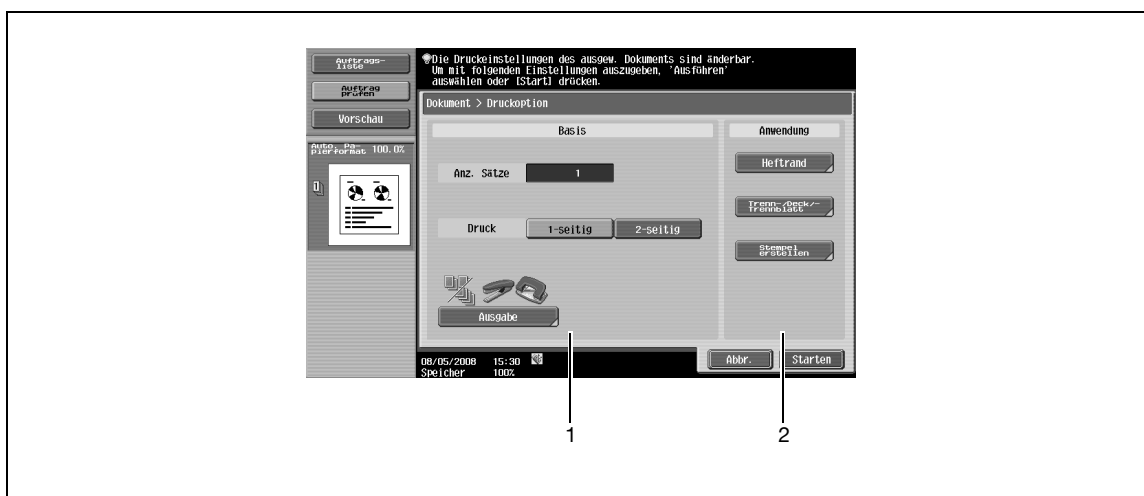 Auftrags-
liste
Auftrag
prüfen
Vorschau
Auto. Pa-
pierformat 100.0%
1
Die Druckeinstellungen des ausgew. Dokuments sind änderbar.
Um mit folgenden Einstellungen auszugeben, 'Ausführen'
auswählen oder [Start] drücken.
Dokument > Druckoption
Basis
Anz. Sätze 1
Druck 1-seitig 2-seitig
Ausgabe
Anwendung
Heftrand
Trenn-/Deck/-
Trennblatt
Stempel
erstellen
08/05/2008 15:30
Speicher 100%
Abbr. Starten
1 2